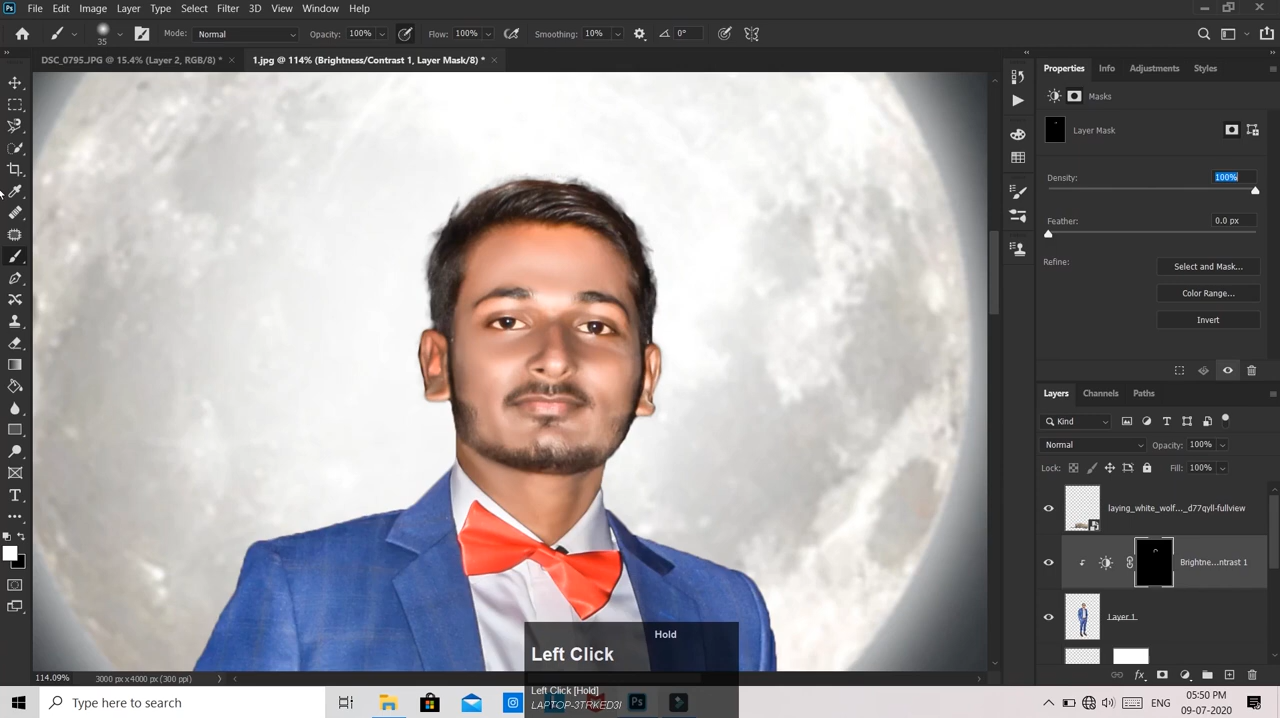 Ps File Edit Image Layer Type Select Filter 3D View Window Help
35 Mode: Normal Opacity: 100% Flow: 100% Smoothing: 10% 0°
DSC_0795.JPG @ 15.4% (Layer 2, RGB/8) * × 1.jpg @ 114% (Brightness/Contrast 1, Layer Mask/8) * ×
Properties Info Adjustments Styles
Masks
Layer Mask
Density: 100%
Feather: 0.0 px
Refine: Select and Mask...
Color Range...
Invert
Layers Channels Paths
Kind
Normal Opacity: 100%
Lock: Fill: 100%
laying_white_wolf..._d77qyll-fullview
Brightne...ntrast 1
Layer 1
Hold
Left Click
Left Click [Hold]
LAPTOP-3TRKED3I
114.09% 3000 px x 4000 px (300 ppi)
Type here to search
Ps
ENG
05:50 PM
09-07-2020